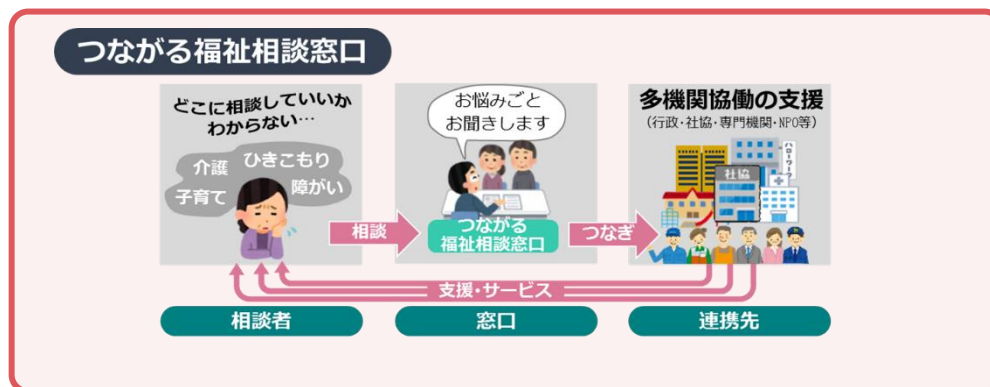 つながる福祉相談窓口
どこに相談していいか
わからない…
介護
ひきこもり
子育て
障がい
相談
お悩みごと
お聞きします
つながる
福祉相談窓口
つなぎ
多機関協働の支援
（行政・社協・専門機関・NPO等）
ハローワーク
社協
支援・サービス
相談者
窓口
連携先